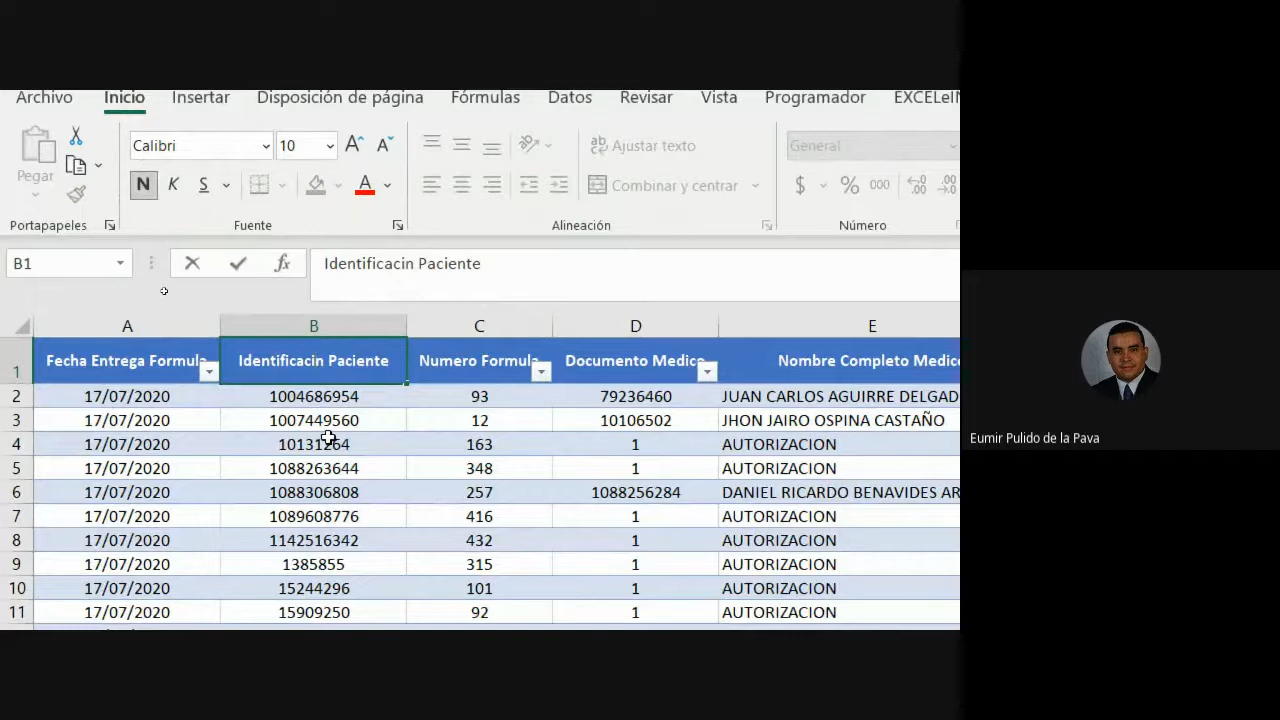 Archivo Inicio Insertar Disposición de página Fórmulas Datos Revisar Vista Programador
Pegar Calibri 10 Ajustar texto General
N K S A Combinar y centrar $ % 000
Portapapeles Fuente Alineación Número
B1 fx Identificacin Paciente
A B C D E
1 Fecha Entrega Formula Identificacin Paciente Numero Formula Documento Medico Nombre Completo Medico
2 17/07/2020 1004686954 93 79236460 JUAN CARLOS AGUIRRE DELGAD
3 17/07/2020 1007449560 12 10106502 JHON JAIRO OSPINA CASTAÑO
4 17/07/2020 163 1 AUTORIZACION
5 17/07/2020 1088263644 348 1 AUTORIZACION
6 17/07/2020 1088306808 257 1088256284 DANIEL RICARDO BENAVIDES AR
7 17/07/2020 1089608776 416 1 AUTORIZACION
8 17/07/2020 1142516342 432 1 AUTORIZACION
9 17/07/2020 1385855 315 1 AUTORIZACION
10 17/07/2020 15244296 101 1 AUTORIZACION
11 17/07/2020 15909250 92 1 AUTORIZACION
Eumir Pulido de la Pava